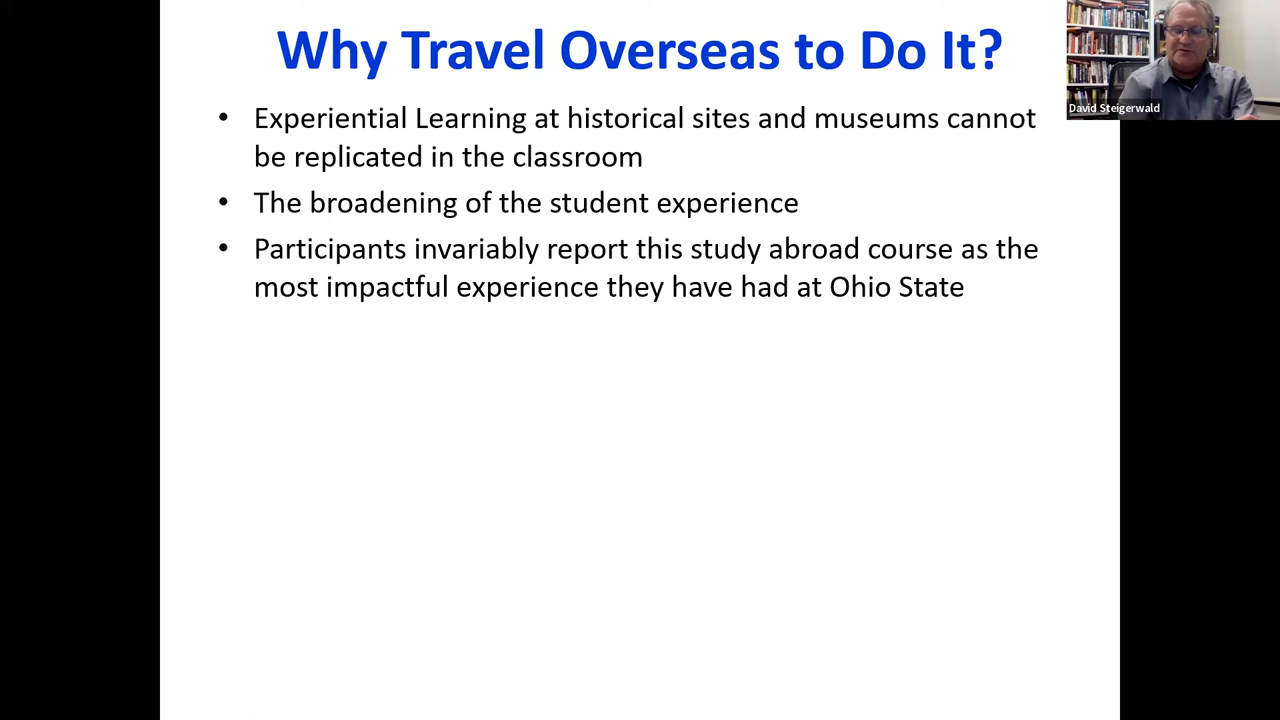 Why Travel Overseas to Do It?
• Experiential Learning at historical sites and museums cannot
be replicated in the classroom
• The broadening of the student experience
• Participants invariably report this study abroad course as the
most impactful experience they have had at Ohio State
David Steigerwald